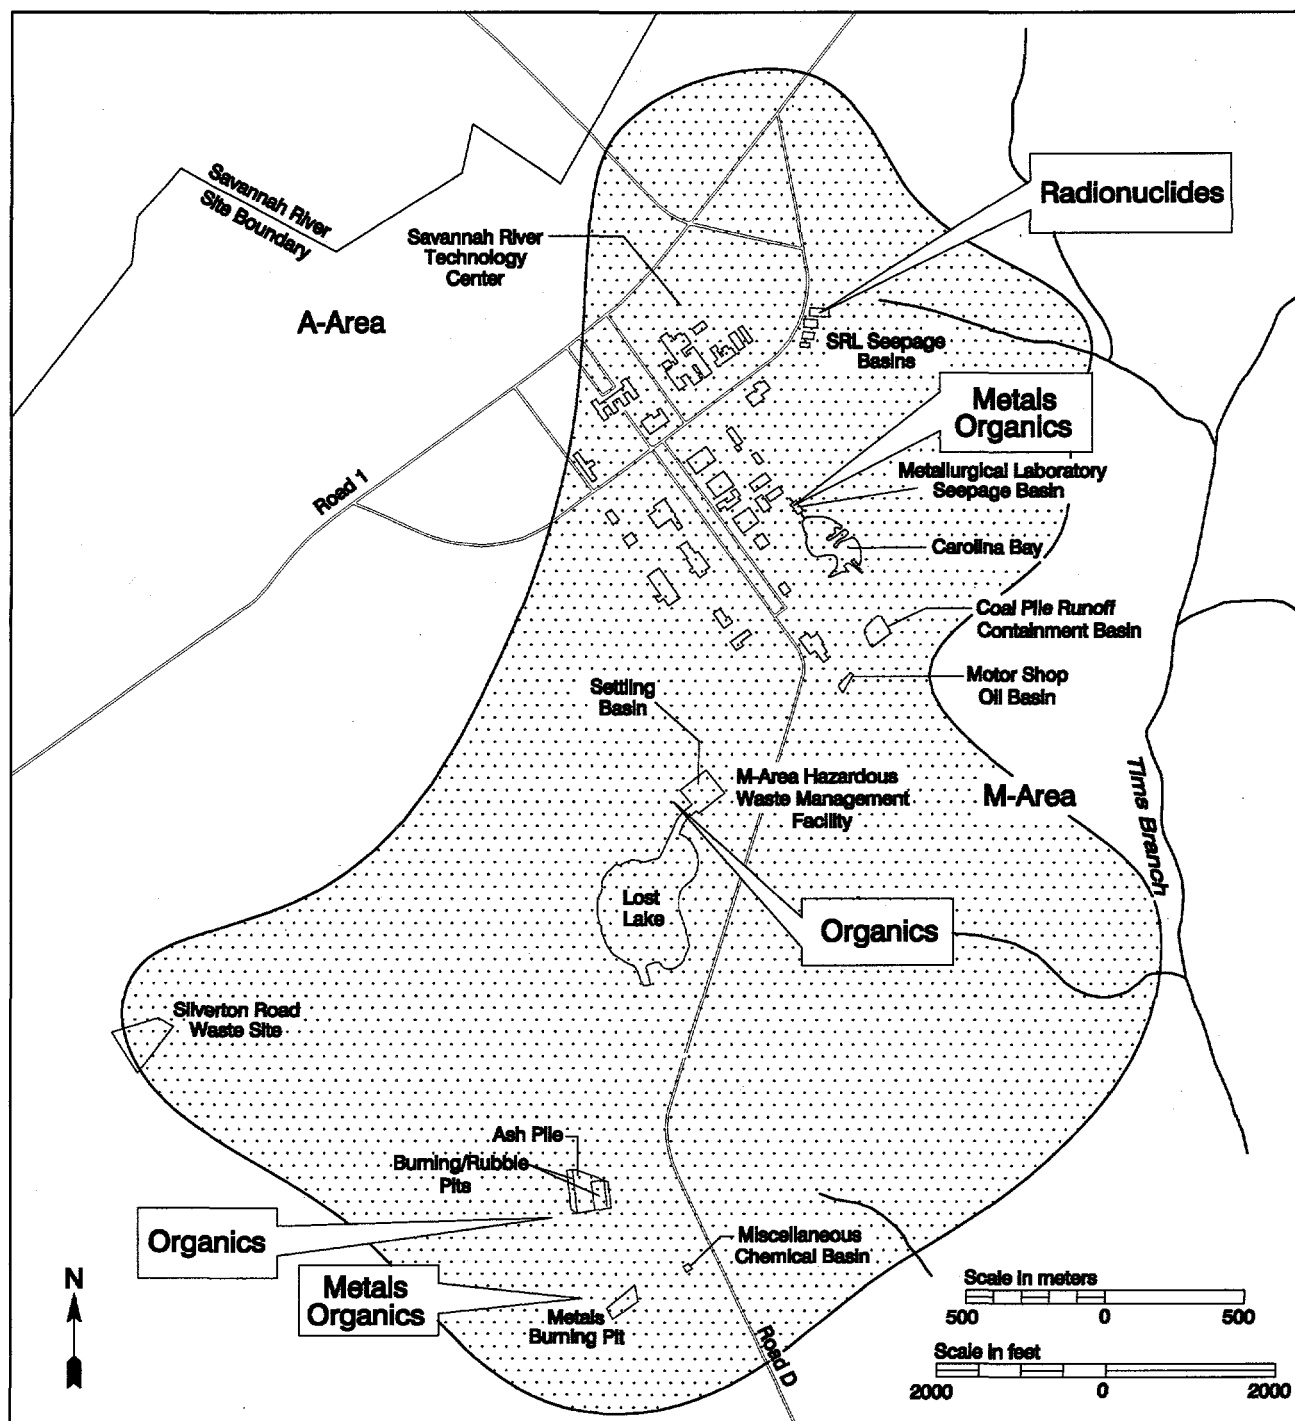 Radionuclides
Savannah River
Site Boundary
Savannah River
Technology
Center
A-Area
SRL Seepage
Basins
Metals
Organics
Metallurgical Laboratory
Seepage Basin
Road 1
Carolina Bay
Coal Pile Runoff
Containment Basin
Settling
Basin
Motor Shop
Oil Basin
M-Area Hazardous
Waste Management
Facility
M-Area
Tims Branch
Lost
Lake
Organics
Silverton Road
Waste Site
Ash Pile
Burning/Rubble
Pits
Organics
Miscellaneous
Chemical Basin
N
Metals
Organics
Metals
Burning Pit
Road D
Scale in meters
500 0 500
Scale in feet
2000 0 2000